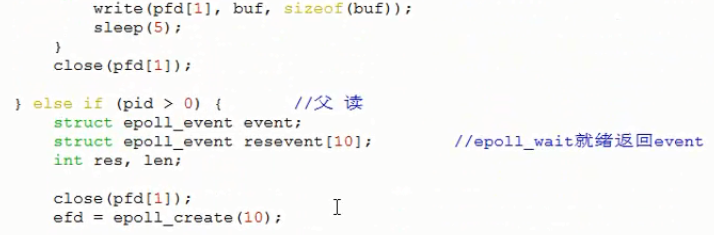 write(pfd[1], buf, sizeof(buf));
sleep(5);
}
close(pfd[1]);
} else if (pid > 0) { //父 读
struct epoll_event event;
struct epoll_event resevent[10]; //epoll_wait就绪返回event
int res, len;
close(pfd[1]);
efd = epoll_create(10);